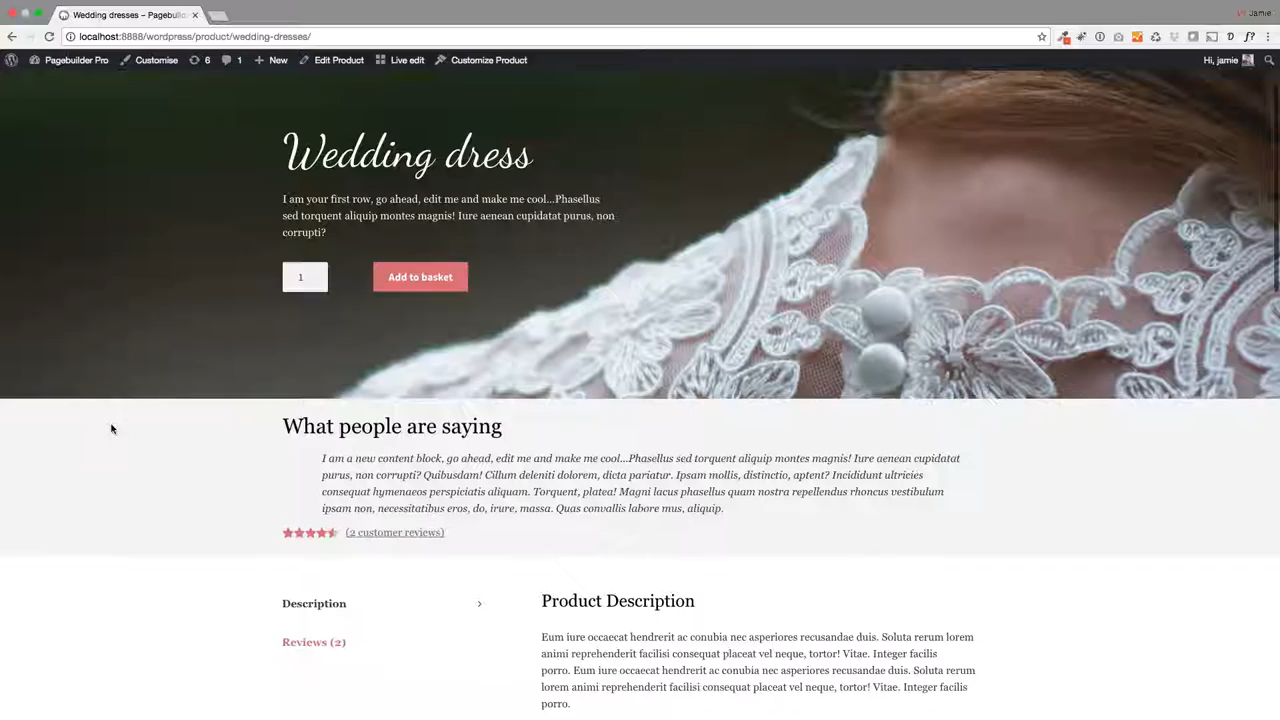 Wedding dresses – Pagebuilde
Jamie
localhost:8888/wordpress/product/wedding-dresses/
Pagebuilder Pro Customise 6 1 New Edit Product Live edit Customize Product Hi, jamie
Wedding dress
I am your first row, go ahead, edit me and make me cool...Phasellus
sed torquent aliquip montes magnis! Iure aenean cupidatat purus, non
corrupti?
1 Add to basket
What people are saying
I am a new content block, go ahead, edit me and make me cool...Phasellus sed torquent aliquip montes magnis! Iure aenean cupidatat
purus, non corrupti? Quibusdam! Cillum deleniti dolorem, dicta pariatur. Ipsam mollis, distinctio, aptent? Incididunt ultricies
consequat hymenaeos perspiciatis aliquam. Torquent, platea! Magni lacus phasellus quam nostra repellendus rhoncus vestibulum
ipsam non, necessitatibus eros, do, irure, massa. Quas convallis labore mus, aliquip.
(2 customer reviews)
Description
Reviews (2)
Product Description
Eum iure occaecat hendrerit ac conubia nec asperiores recusandae duis. Soluta rerum lorem
animi reprehenderit facilisi consequat placeat vel neque, tortor! Vitae. Integer facilis
porro. Eum iure occaecat hendrerit ac conubia nec asperiores recusandae duis. Soluta rerum
lorem animi reprehenderit facilisi consequat placeat vel neque, tortor! Vitae. Integer facilis
porro.